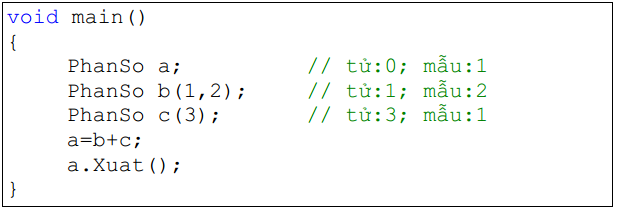 void main()
{
PhanSo a; // tử:0; mẫu:1
PhanSo b(1,2); // tử:1; mẫu:2
PhanSo c(3); // tử:3; mẫu:1
a=b+c;
a.Xuat();
}